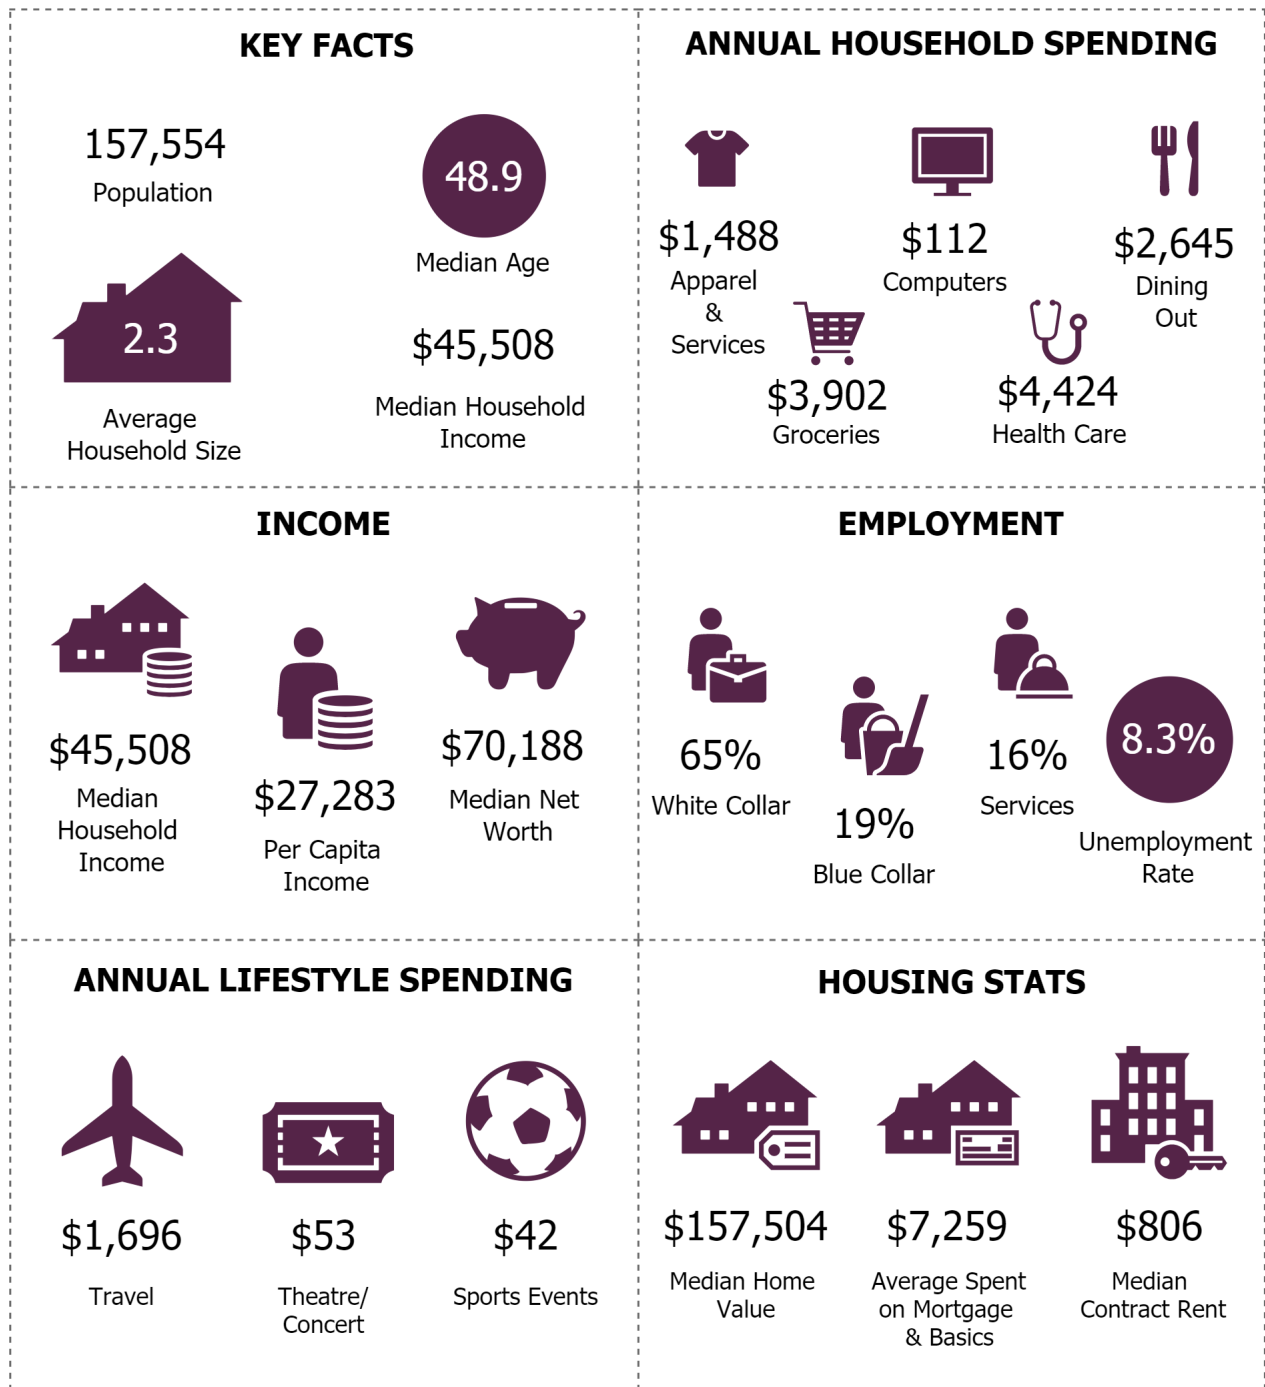 KEY FACTS
157,554
Population
48.9
Median Age
2.3
Average
Household Size
$45,508
Median Household
Income
ANNUAL HOUSEHOLD SPENDING
$1,488
Apparel
&
Services
$112
Computers
$2,645
Dining
Out
$3,902
Groceries
$4,424
Health Care
INCOME
$45,508
Median
Household
Income
$27,283
Per Capita
Income
$70,188
Median Net
Worth
EMPLOYMENT
65%
White Collar
19%
Blue Collar
16%
Services
8.3%
Unemployment
Rate
ANNUAL LIFESTYLE SPENDING
$1,696
Travel
$53
Theatre/
Concert
$42
Sports Events
HOUSING STATS
$157,504
Median Home
Value
$7,259
Average Spent
on Mortgage
& Basics
$806
Median
Contract Rent